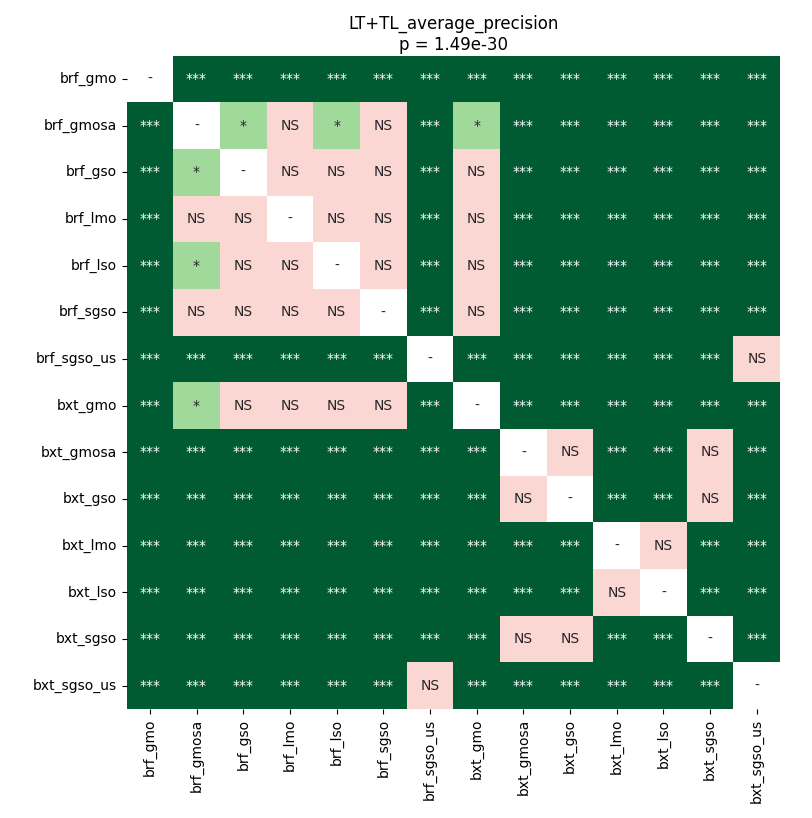 LT+TL_average_precision
p = 1.49e-30
brf_gmo - *** *** *** *** *** *** *** *** *** *** *** *** ***
brf_gmosa *** - * NS * NS *** * *** *** *** *** *** ***
brf_gso *** * - NS NS NS *** NS *** *** *** *** *** ***
brf_lmo *** NS NS - NS NS *** NS *** *** *** *** *** ***
brf_lso *** * NS NS - NS *** NS *** *** *** *** *** ***
brf_sgso *** NS NS NS NS - *** NS *** *** *** *** *** ***
brf_sgso_us *** *** *** *** *** *** - *** *** *** *** *** *** NS
bxt_gmo *** * NS NS NS NS *** - *** *** *** *** *** ***
bxt_gmosa *** *** *** *** *** *** *** *** - NS *** *** NS ***
bxt_gso *** *** *** *** *** *** *** *** NS - *** *** NS ***
bxt_lmo *** *** *** *** *** *** *** *** *** *** - NS *** ***
bxt_lso *** *** *** *** *** *** *** *** *** *** NS - *** ***
bxt_sgso *** *** *** *** *** *** *** *** NS NS *** *** - ***
bxt_sgso_us *** *** *** *** *** *** NS *** *** *** *** *** *** -
brf_gmo brf_gmosa brf_gso brf_lmo brf_lso brf_sgso brf_sgso_us bxt_gmo bxt_gmosa bxt_gso bxt_lmo bxt_lso bxt_sgso bxt_sgso_us